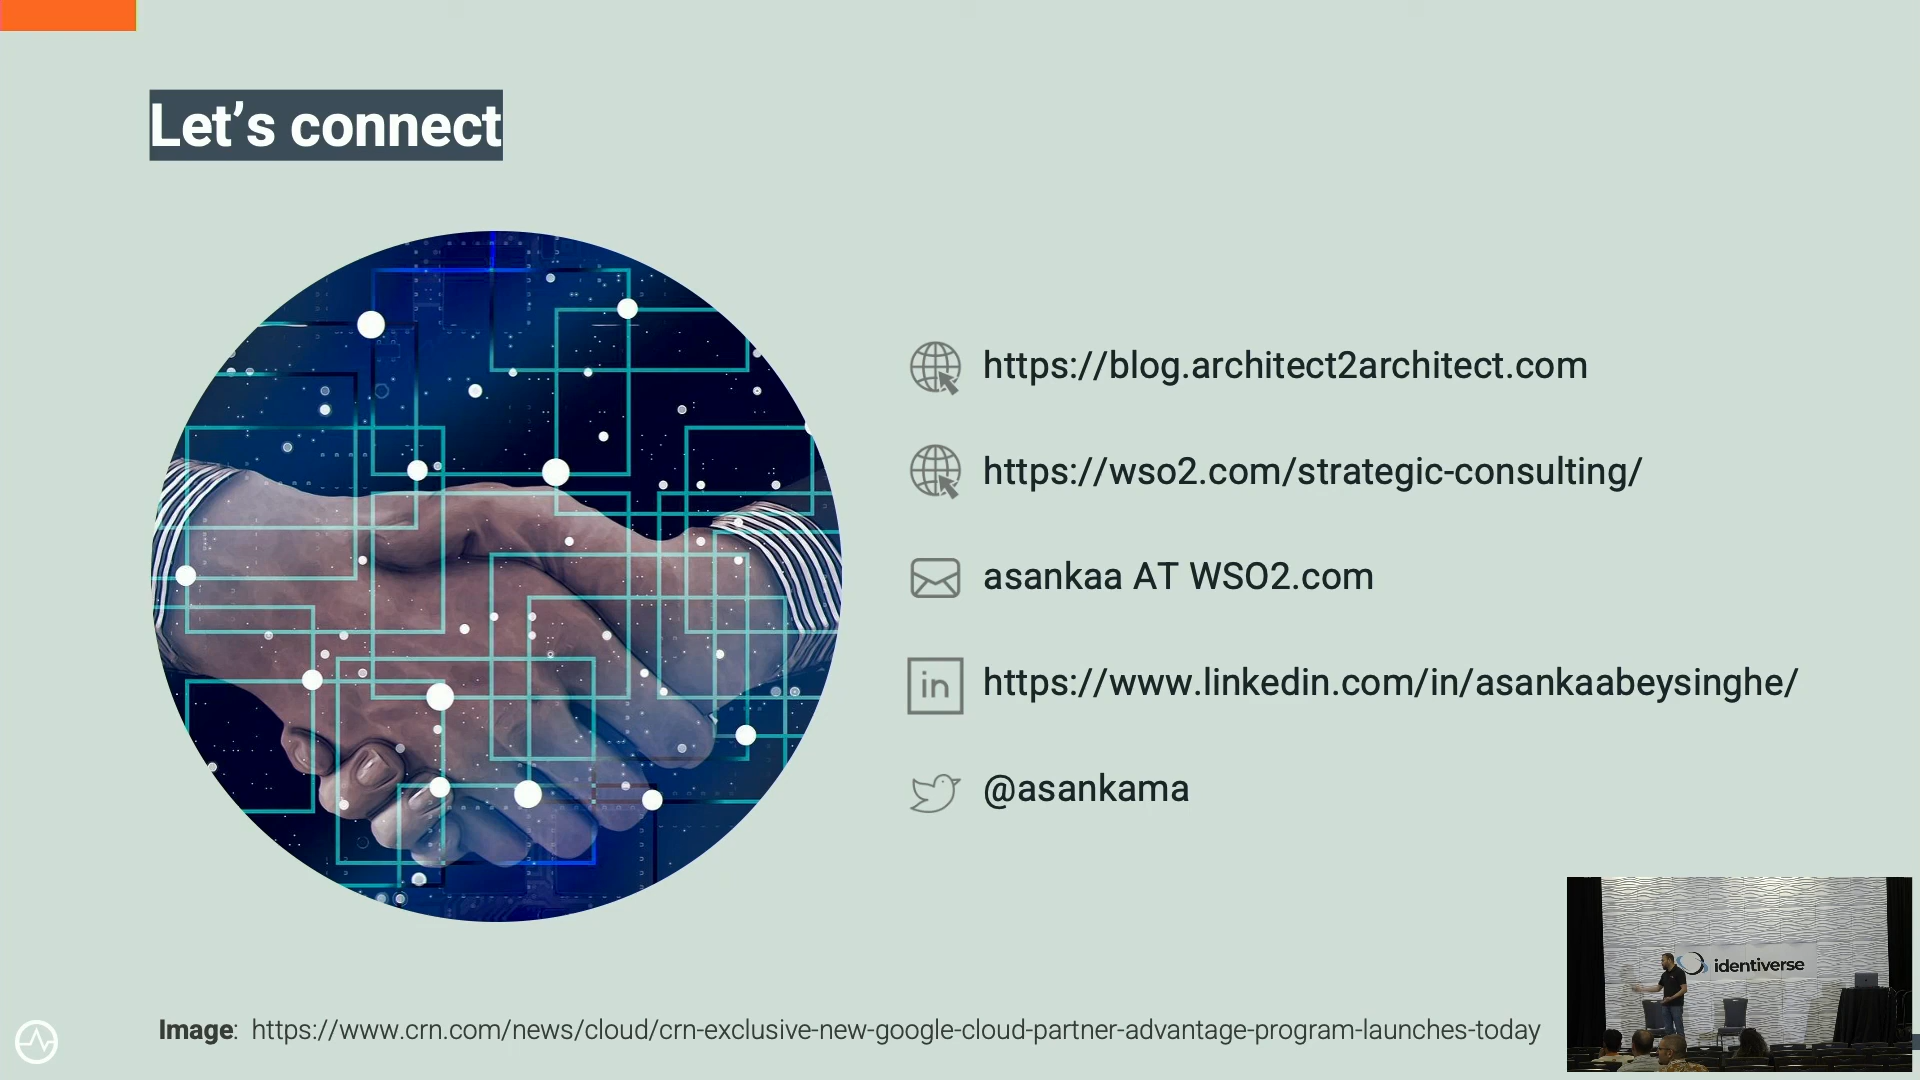 Let’s connect
https://blog.architect2architect.com
https://wso2.com/strategic-consulting/
asankaa AT WSO2.com
in https://www.linkedin.com/in/asankaabeysinghe/
@asankama
identiverse
Image: https://www.crn.com/news/cloud/crn-exclusive-new-google-cloud-partner-advantage-program-launches-today